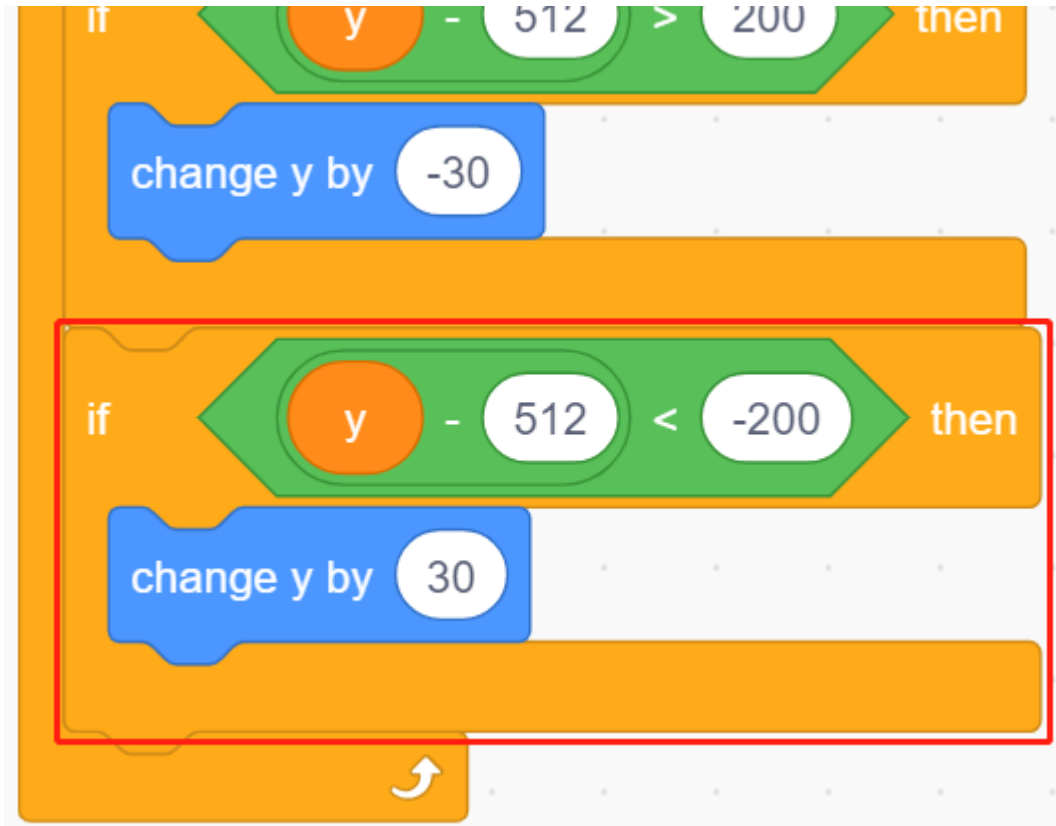 if y - 512 > 200 then
change y by -30
if y - 512 < -200 then
change y by 30